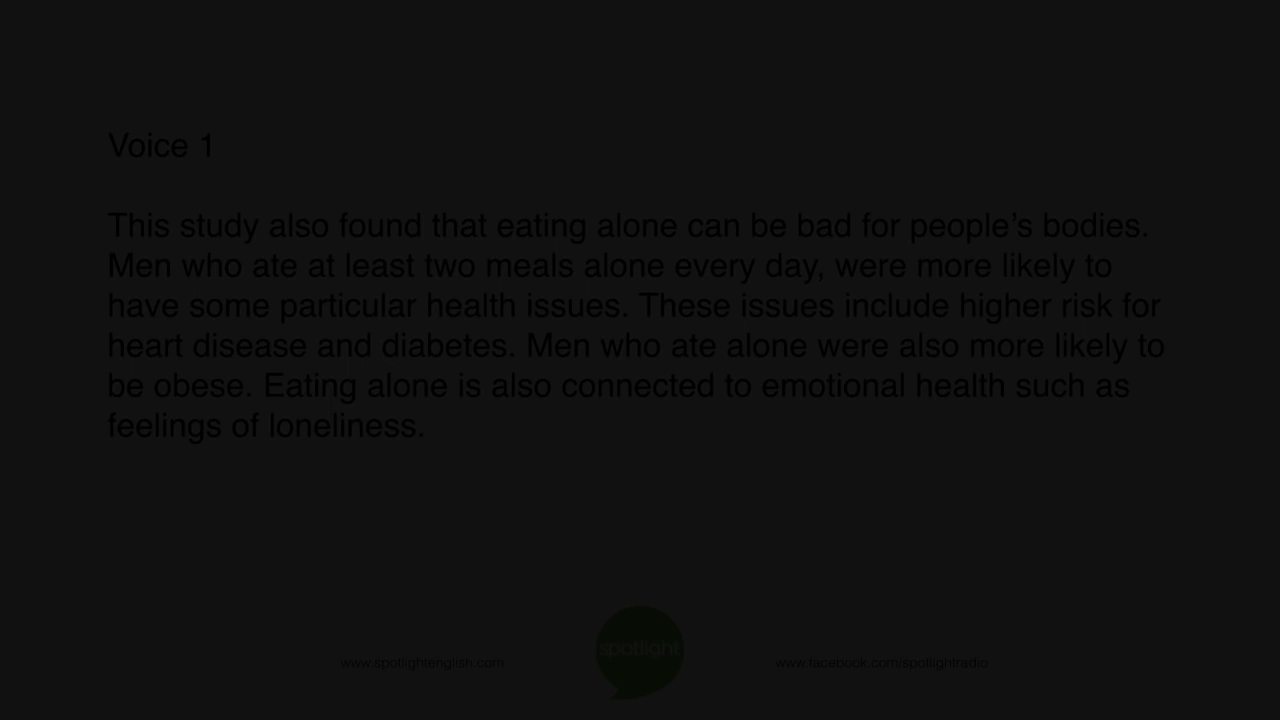 Voice 1
This study also found that eating alone can be bad for people’s bodies.
Men who ate at least two meals alone every day, were more likely to
have some particular health issues. These issues include higher risk for
heart disease and diabetes. Men who ate alone were also more likely to
be obese. Eating alone is also connected to emotional health such as
feelings of loneliness.
spotlight
www.spotlightenglish.com
www.facebook.com/spotlightradio